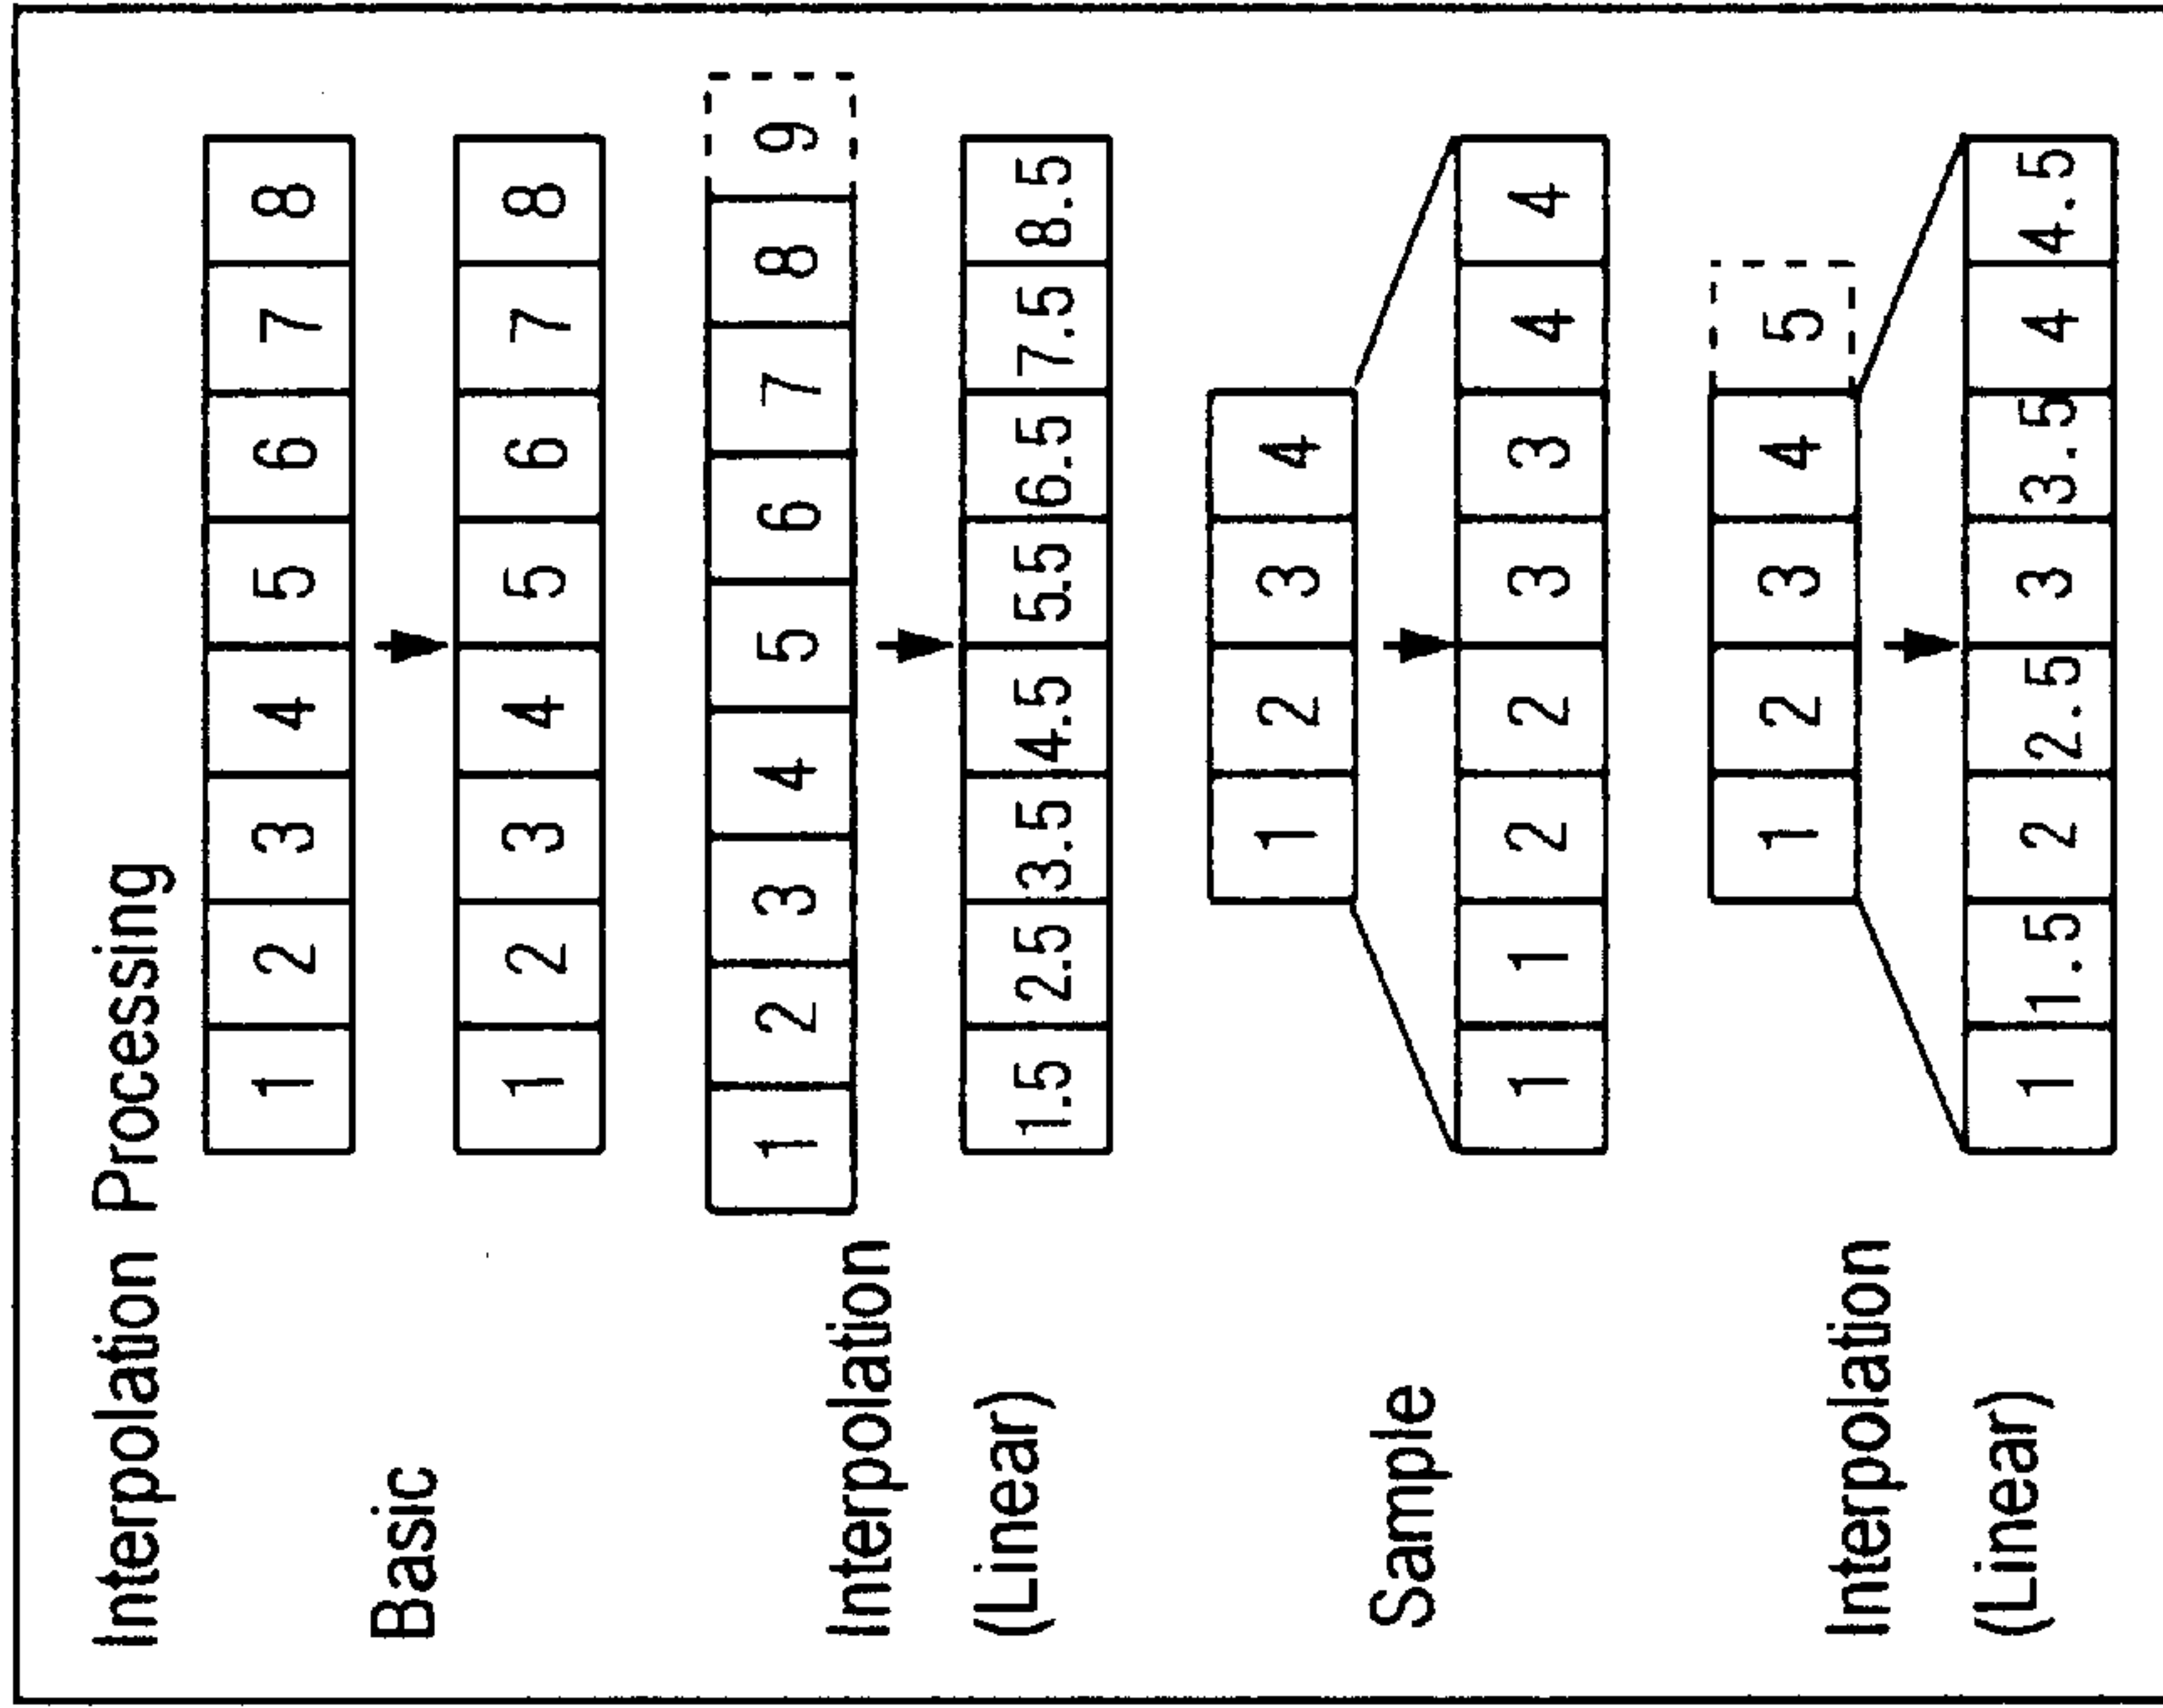 Interpolation Processing
1 2 3 4 5 6 7 8
Basic
1 2 3 4 5 6 7 8
1 2 3 4 5 6 7 8 9
Interpolation
(Linear)
1.5 2.5 3.5 4.5 5.5 6.5 7.5 8.5
1 2 3 4
Sample
1 1 2 2 3 3 4 4
1 2 3 4 5
Interpolation
(Linear)
1 1.5 2 2.5 3 3.5 4 4.5